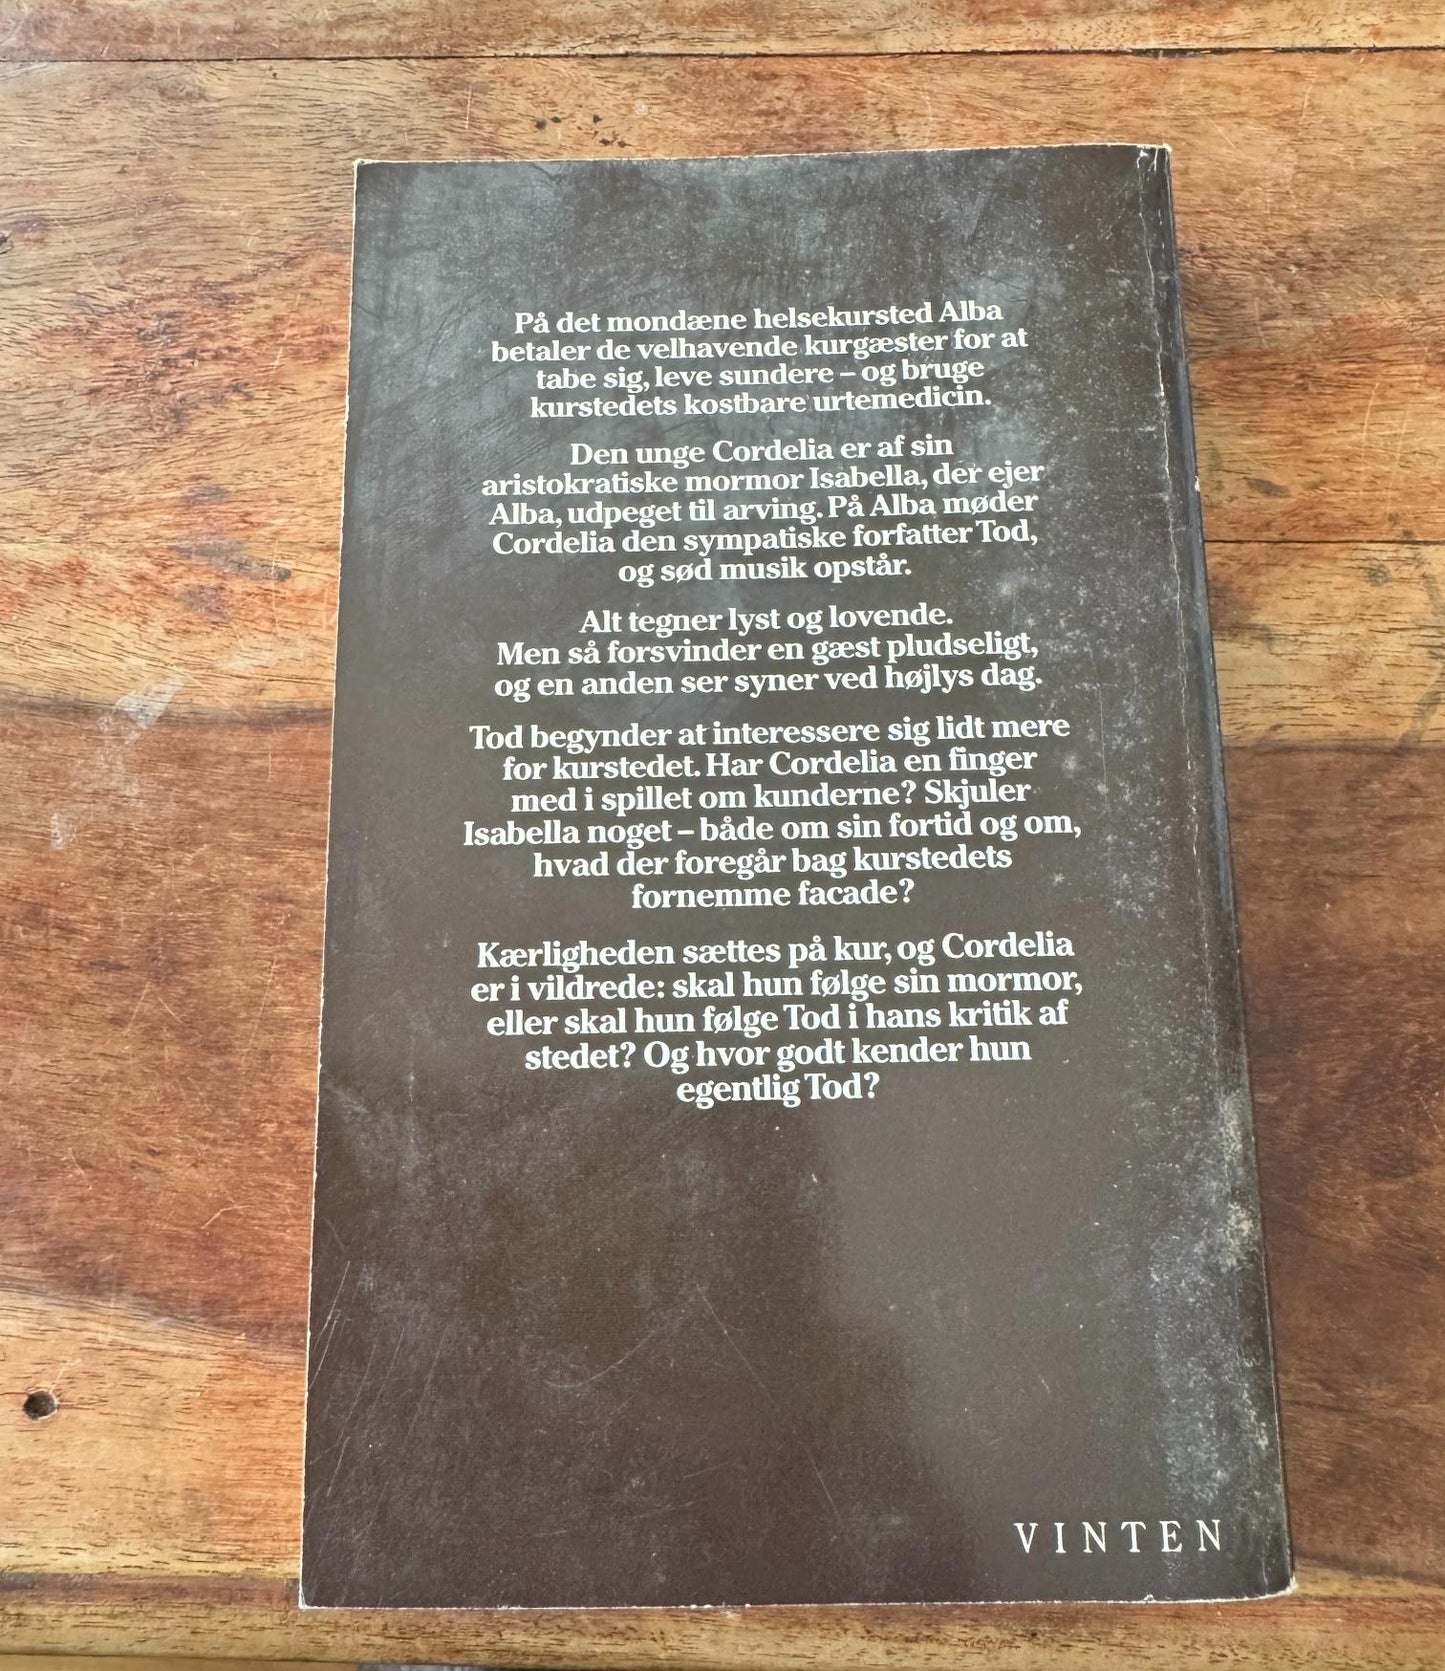 På det mondæne helsekursted Alba
betaler de velhavende kurgæster for at
tabe sig, leve sundere – og bruge
kurstedets kostbare urtemedicin.
Den unge Cordelia er af sin
aristokratiske mormor Isabella, der ejer
Alba, udpeget til arving. På Alba møder
Cordelia den sympatiske forfatter Tod,
og sød musik opstår.
Alt tegner lyst og lovende.
Men så forsvinder en gæst pludseligt,
og en anden ser syner ved højlys dag.
Tod begynder at interessere sig lidt mere
for kurstedet. Har Cordelia en finger
med i spillet om kunderne? Skjuler
Isabella noget – både om sin fortid og om,
hvad der foregår bag kurstedets
fornemme facade?
Kærligheden sættes på kur, og Cordelia
er i vildrede: skal hun følge sin mormor,
eller skal hun følge Tod i hans kritik af
stedet? Og hvor godt kender hun
egentlig Tod?
VINTEN